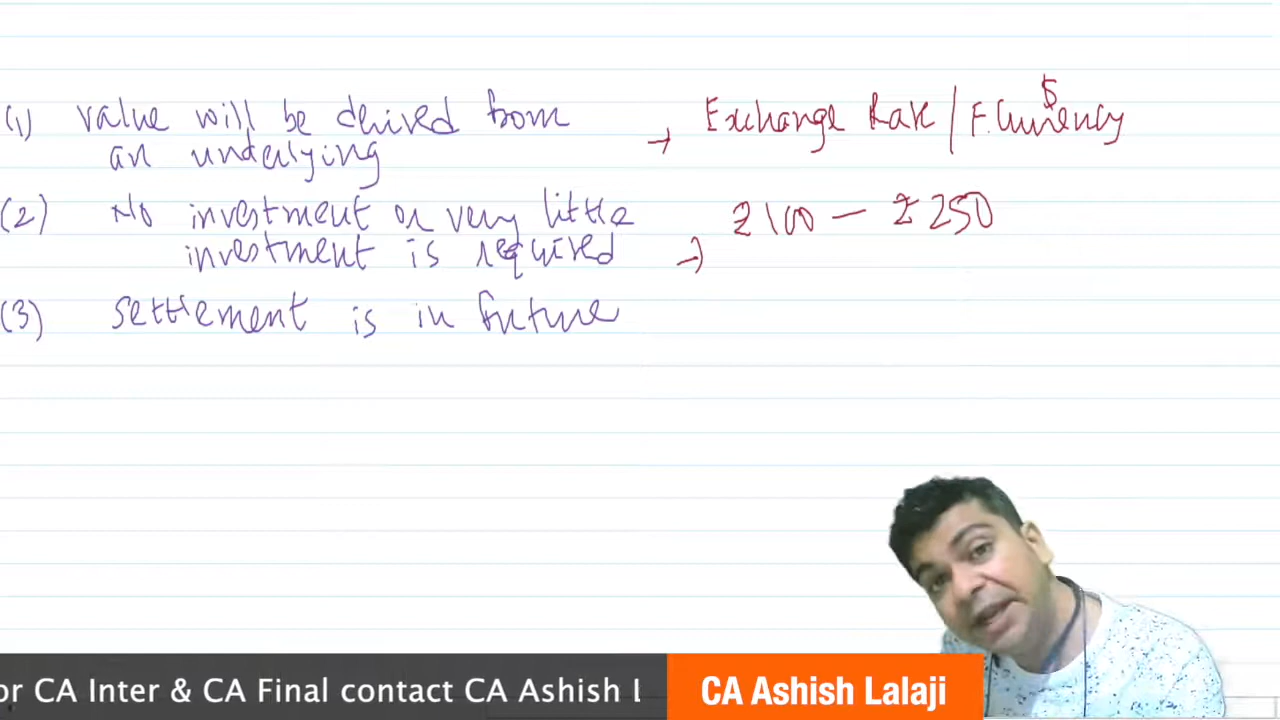 (1) value will be derived from
an underlying
→ Exchange Rate / F. Currency
$
(2) No investment or very little
investment is required
→ ₹100 — ₹250
(3) settlement is in future
or CA Inter & CA Final contact CA Ashish L
CA Ashish Lalaji